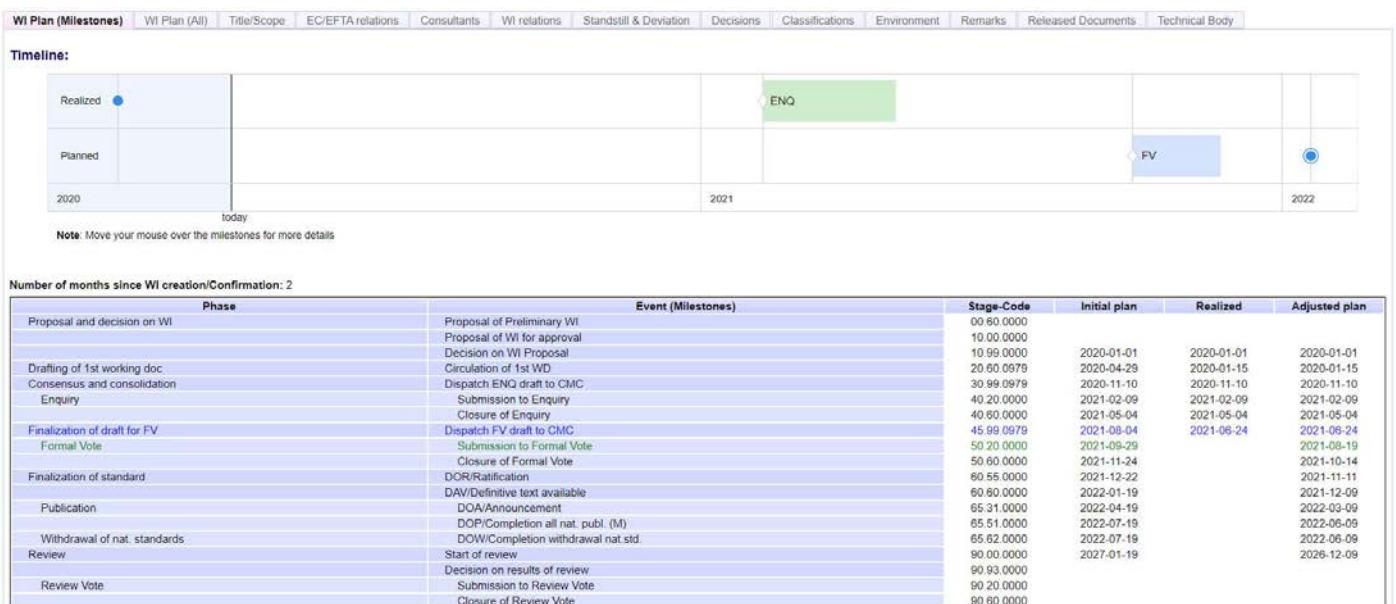 WI Plan (Milestones) WI Plan (All) Title/Scope EC/EFTA relations Consultants WI relations Standstill & Deviation Decisions Classifications Environment Remarks Released Documents Technical Body
Timeline:
Realized ENQ
Planned FV
2020 2021 2022
today
Note: Move your mouse over the milestones for more details
Number of months since WI creation/Confirmation: 2
Phase Event (Milestones) Stage-Code Initial plan Realized Adjusted plan
Proposal and decision on WI Proposal of Preliminary WI 00.60.0000
Proposal of WI for approval 10.00.0000
Decision on WI Proposal 10.99.0000 2020-01-01 2020-01-01 2020-01-01
Drafting of 1st working doc Circulation of 1st WD 20.60.0979 2020-04-29 2020-01-15 2020-01-15
Consensus and consolidation Dispatch ENQ draft to CMC 30.99.0979 2020-11-10 2020-11-10 2020-11-10
Enquiry Submission to Enquiry 40.20.0000 2021-02-09 2021-02-09 2021-02-09
Closure of Enquiry 40.60.0000 2021-05-04 2021-05-04 2021-05-04
Finalization of draft for FV Dispatch FV draft to CMC 45.99.0979 2021-08-04 2021-06-24 2021-06-24
Formal Vote Submission to Formal Vote 50.20.0000 2021-09-29 2021-08-19
Closure of Formal Vote 50.60.0000 2021-11-24 2021-10-14
Finalization of standard DOR/Ratification 60.55.0000 2021-12-22 2021-11-11
DAV/Definitive text available 60.60.0000 2022-01-19 2021-12-09
Publication DOA/Announcement 65.31.0000 2022-04-19 2022-03-09
DOP/Completion all nat. publ. (M) 65.51.0000 2022-07-19 2022-06-09
Withdrawal of nat. standards DOW/Completion withdrawal nat.std. 65.62.0000 2022-07-19 2022-06-09
Review Start of review 90.00.0000 2027-01-19 2026-12-09
Decision on results of review 90.93.0000
Review Vote Submission to Review Vote 90.20.0000
Closure of Review Vote 90.60.0000